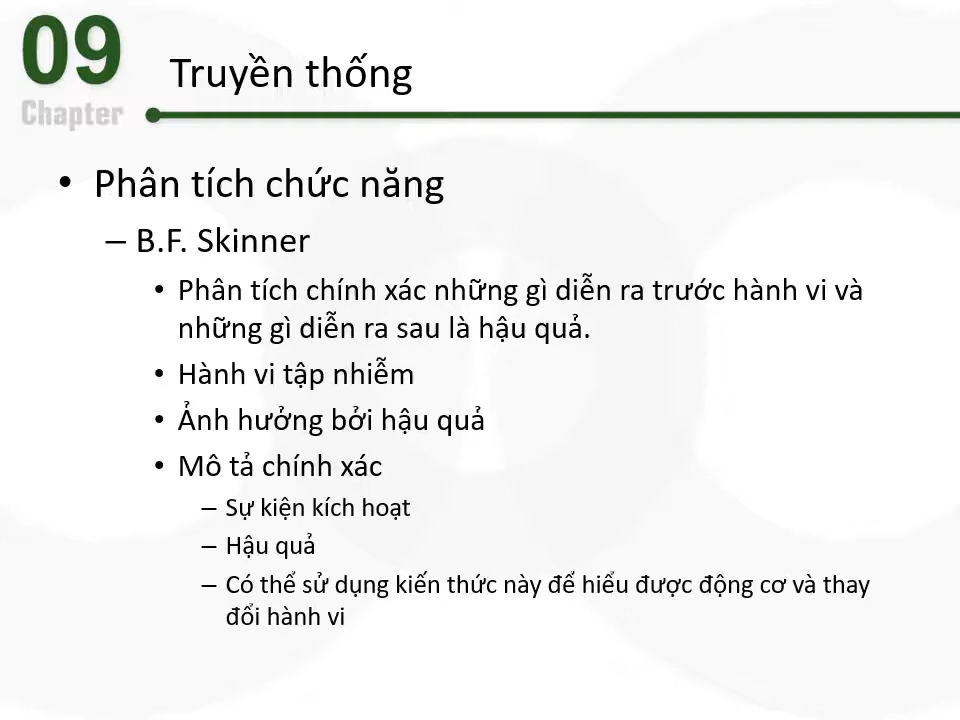 09
Chapter
Truyền thống
• Phân tích chức năng
– B.F. Skinner
• Phân tích chính xác những gì diễn ra trước hành vi và
những gì diễn ra sau là hậu quả.
• Hành vi tập nhiễm
• Ảnh hưởng bởi hậu quả
• Mô tả chính xác
– Sự kiện kích hoạt
– Hậu quả
– Có thể sử dụng kiến thức này để hiểu được động cơ và thay
đổi hành vi